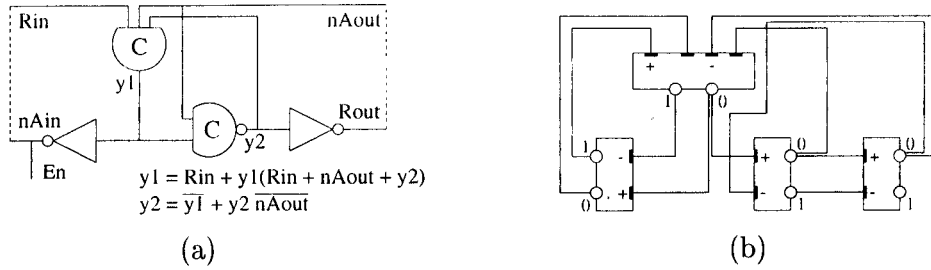 Rin
nAout
C
y1
nAin
C
y2
Rout
En
y1 = Rin + y1(Rin + nAout + y2)
y2 = y1 + y2 nAout
(a)
+ -
1 0
1 - + 0 + 0
0 . + - 1 - 1
(b)